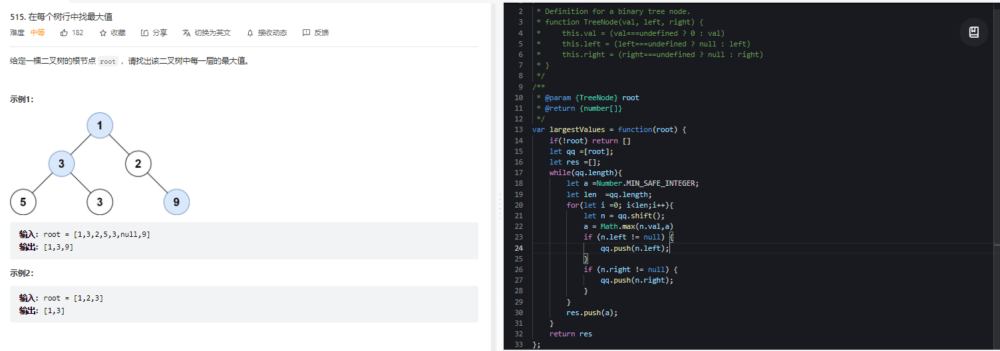 515. 在每个树行中找最大值
难度 中等 182 收藏 分享 切换为英文 接收动态 反馈
给定一棵二叉树的根节点 root ，请找出该二叉树中每一层的最大值。
示例1：
1
3 2
5 3 9
输入: root = [1,3,2,5,3,null,9]
输出: [1,3,9]
示例2：
输入: root = [1,2,3]
输出: [1,3]
2 * Definition for a binary tree node.
3 * function TreeNode(val, left, right) {
4 *     this.val = (val===undefined ? 0 : val)
5 *     this.left = (left===undefined ? null : left)
6 *     this.right = (right===undefined ? null : right)
7 * }
8 */
9 /**
10 * @param {TreeNode} root
11 * @return {number[]}
12 */
13 var largestValues = function(root) {
14     if(!root) return []
15     let qq =[root];
16     let res =[];
17     while(qq.length){
18         let a =Number.MIN_SAFE_INTEGER;
19         let len  =qq.length;
20         for(let i =0; i<len;i++){
21             let n = qq.shift();
22             a = Math.max(n.val,a)
23             if (n.left != null) {
24                 qq.push(n.left);
25             }
26             if (n.right != null) {
27                 qq.push(n.right);
28             }
29         }
30         res.push(a);
31     }
32     return res
33 };